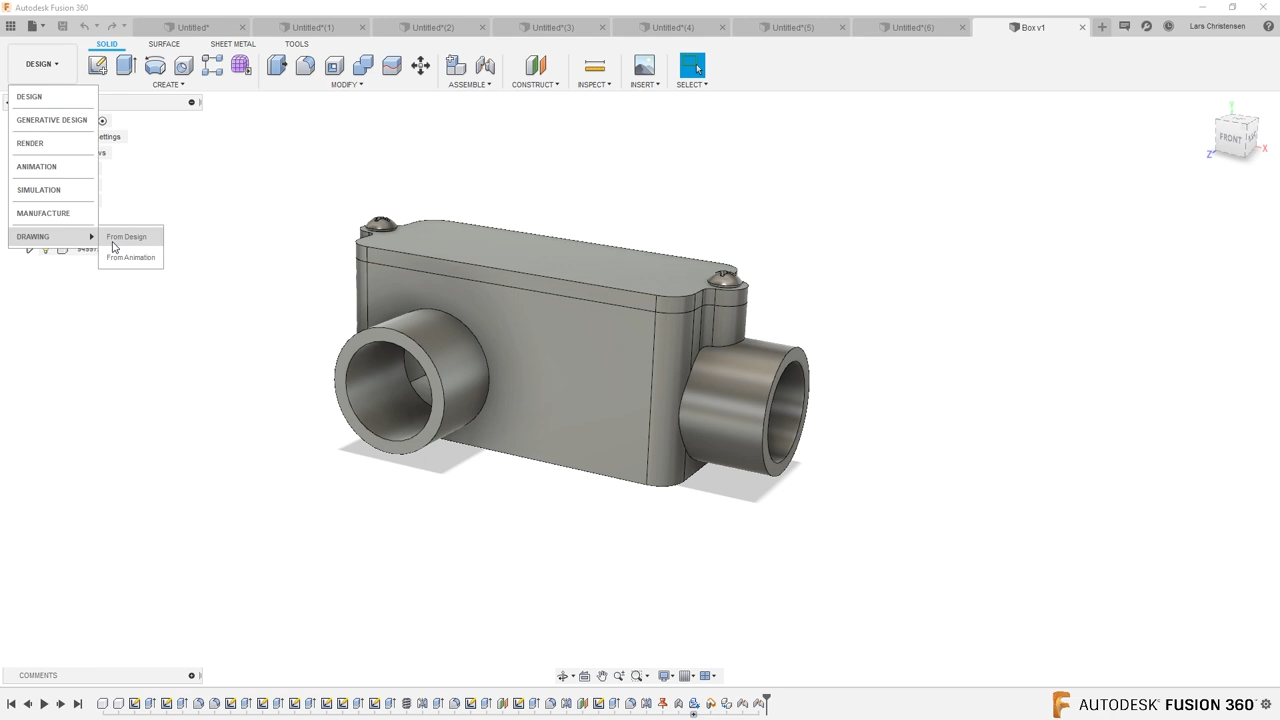 Autodesk Fusion 360
Untitled*
Untitled*(1)
Untitled*(2)
Untitled*(3)
Untitled*(4)
Untitled*(5)
Untitled*(6)
Box v1
Lars Christensen
SOLID
SURFACE
SHEET METAL
TOOLS
DESIGN
CREATE
MODIFY
ASSEMBLE
CONSTRUCT
INSPECT
INSERT
SELECT
DESIGN
GENERATIVE DESIGN
ettings
RENDER
ws
ANIMATION
SIMULATION
MANUFACTURE
DRAWING
From Design
From Animation
FRONT
X
Y
Z
COMMENTS
AUTODESK FUSION 360